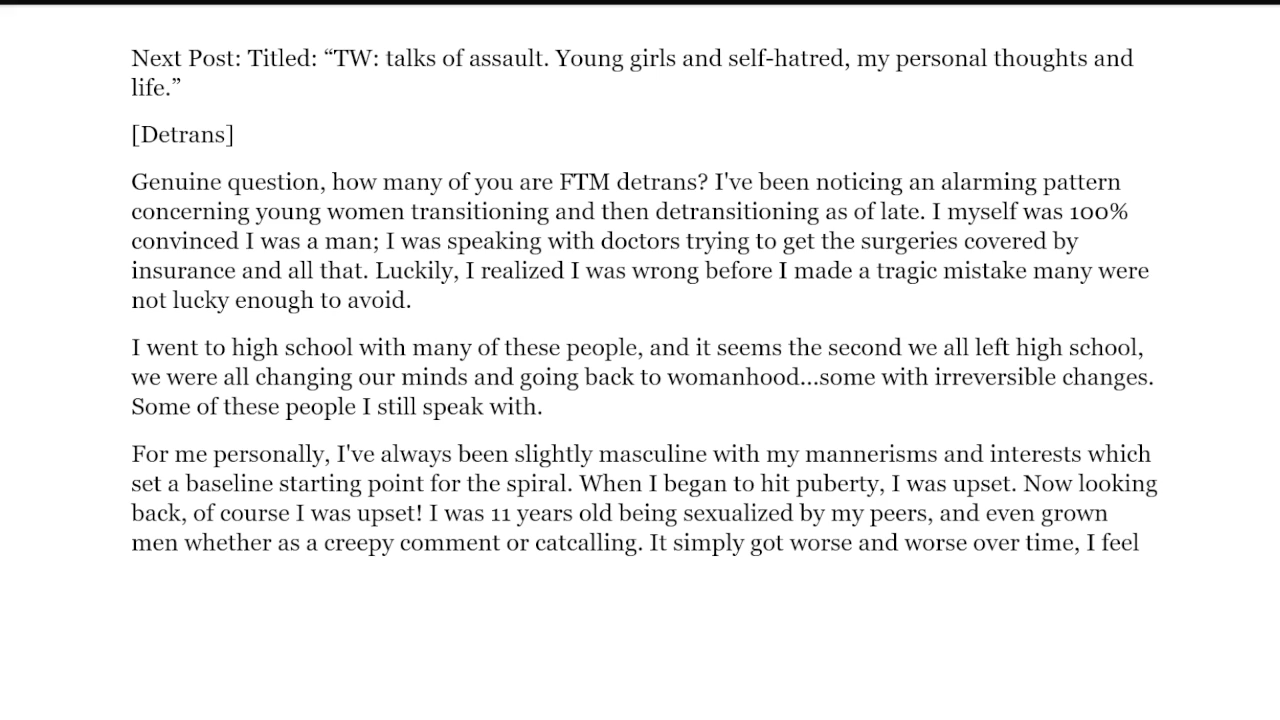 Next Post: Titled: “TW: talks of assault. Young girls and self-hatred, my personal thoughts and
life.”
[Detrans]
Genuine question, how many of you are FTM detrans? I've been noticing an alarming pattern
concerning young women transitioning and then detransitioning as of late. I myself was 100%
convinced I was a man; I was speaking with doctors trying to get the surgeries covered by
insurance and all that. Luckily, I realized I was wrong before I made a tragic mistake many were
not lucky enough to avoid.
I went to high school with many of these people, and it seems the second we all left high school,
we were all changing our minds and going back to womanhood...some with irreversible changes.
Some of these people I still speak with.
For me personally, I've always been slightly masculine with my mannerisms and interests which
set a baseline starting point for the spiral. When I began to hit puberty, I was upset. Now looking
back, of course I was upset! I was 11 years old being sexualized by my peers, and even grown
men whether as a creepy comment or catcalling. It simply got worse and worse over time, I feel